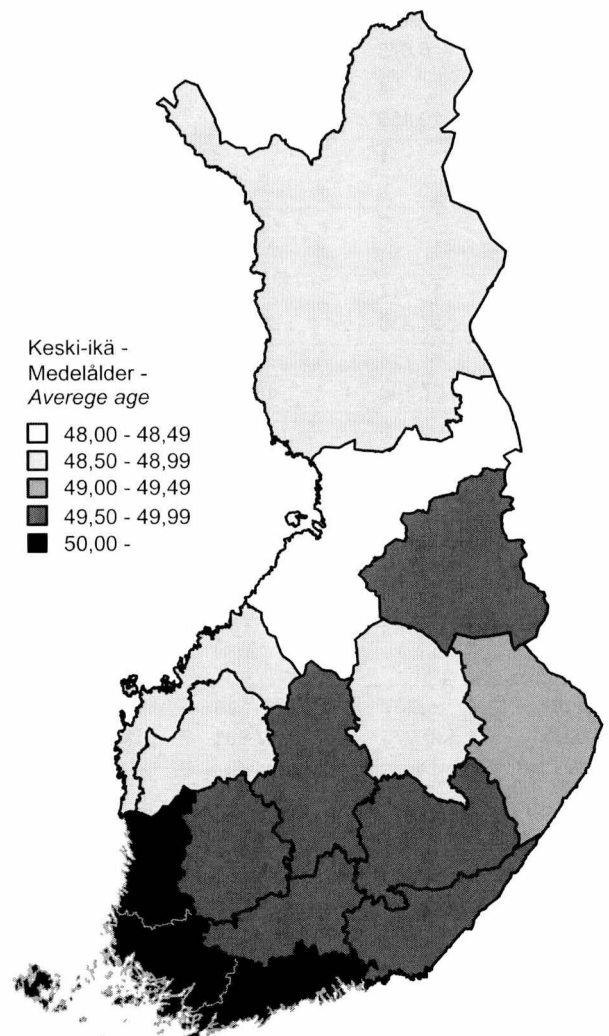 Keski-ikä -
Medelålder -
Averege age
48,00 - 48,49
48,50 - 48,99
49,00 - 49,49
49,50 - 49,99
50,00 -